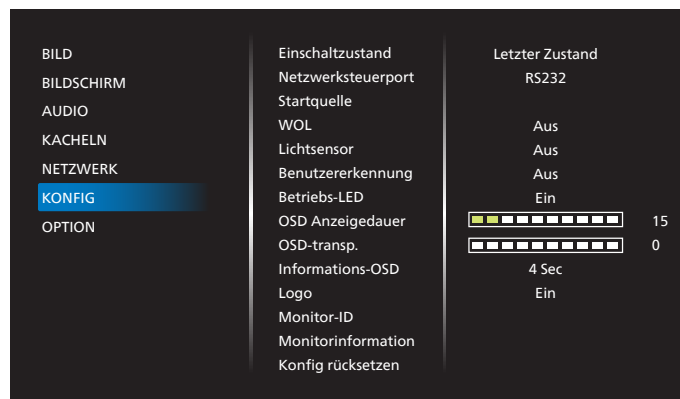 BILD
BILDSCHIRM
AUDIO
KACHELN
NETZWERK
KONFIG
OPTION
Einschaltzustand Letzter Zustand
Netzwerksteuerport RS232
Startquelle
WOL Aus
Lichtsensor Aus
Benutzererkennung Aus
Betriebs-LED Ein
OSD Anzeigedauer 15
OSD-transp. 0
Informations-OSD 4 Sec
Logo Ein
Monitor-ID
Monitorinformation
Konfig rücksetzen